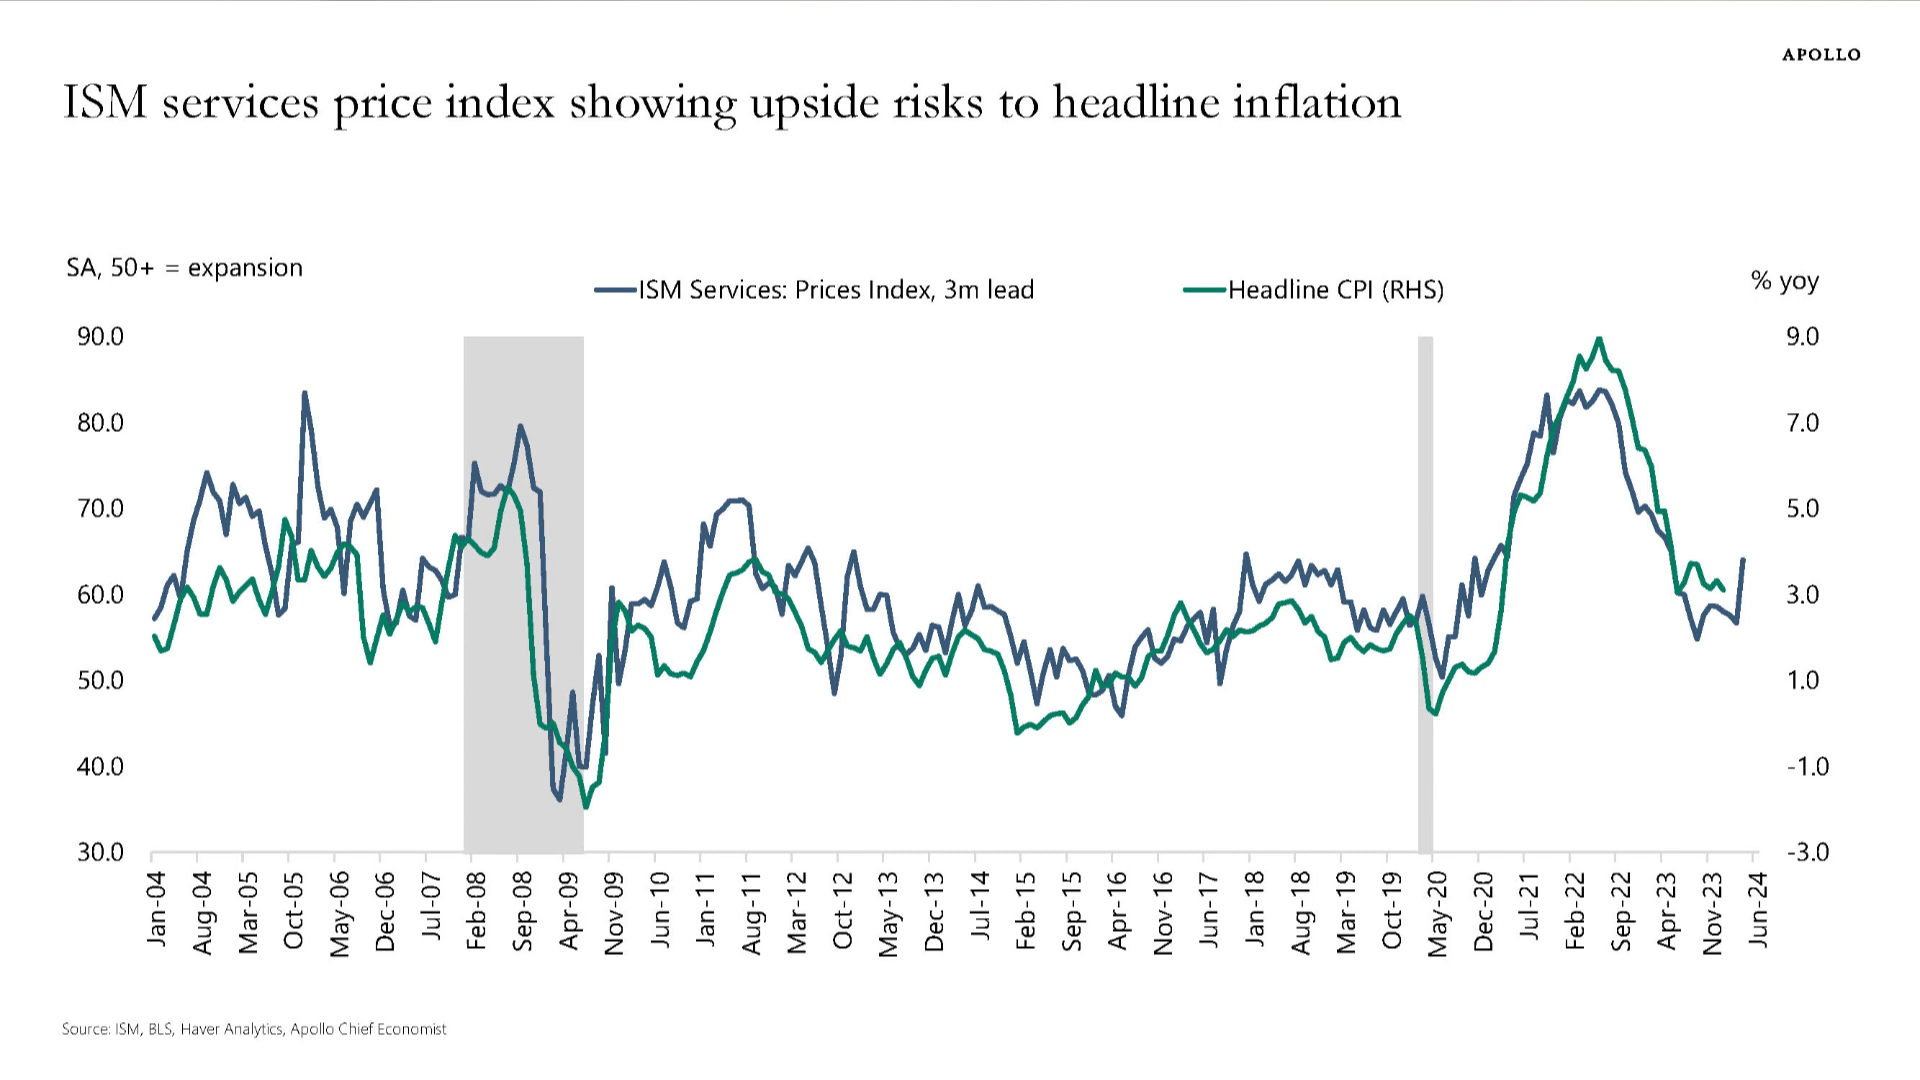 APOLLO
ISM services price index showing upside risks to headline inflation
SA, 50+ = expansion
ISM Services: Prices Index, 3m lead
Headline CPI (RHS)
% yoy
90.0
80.0
70.0
60.0
50.0
40.0
30.0
9.0
7.0
5.0
3.0
1.0
-1.0
-3.0
Jan-04
Aug-04
Mar-05
Oct-05
May-06
Dec-06
Jul-07
Feb-08
Sep-08
Apr-09
Nov-09
Jun-10
Jan-11
Aug-11
Mar-12
Oct-12
May-13
Dec-13
Jul-14
Feb-15
Sep-15
Apr-16
Nov-16
Jun-17
Jan-18
Aug-18
Mar-19
Oct-19
May-20
Dec-20
Jul-21
Feb-22
Sep-22
Apr-23
Nov-23
Jun-24
Source: ISM, BLS, Haver Analytics, Apollo Chief Economist